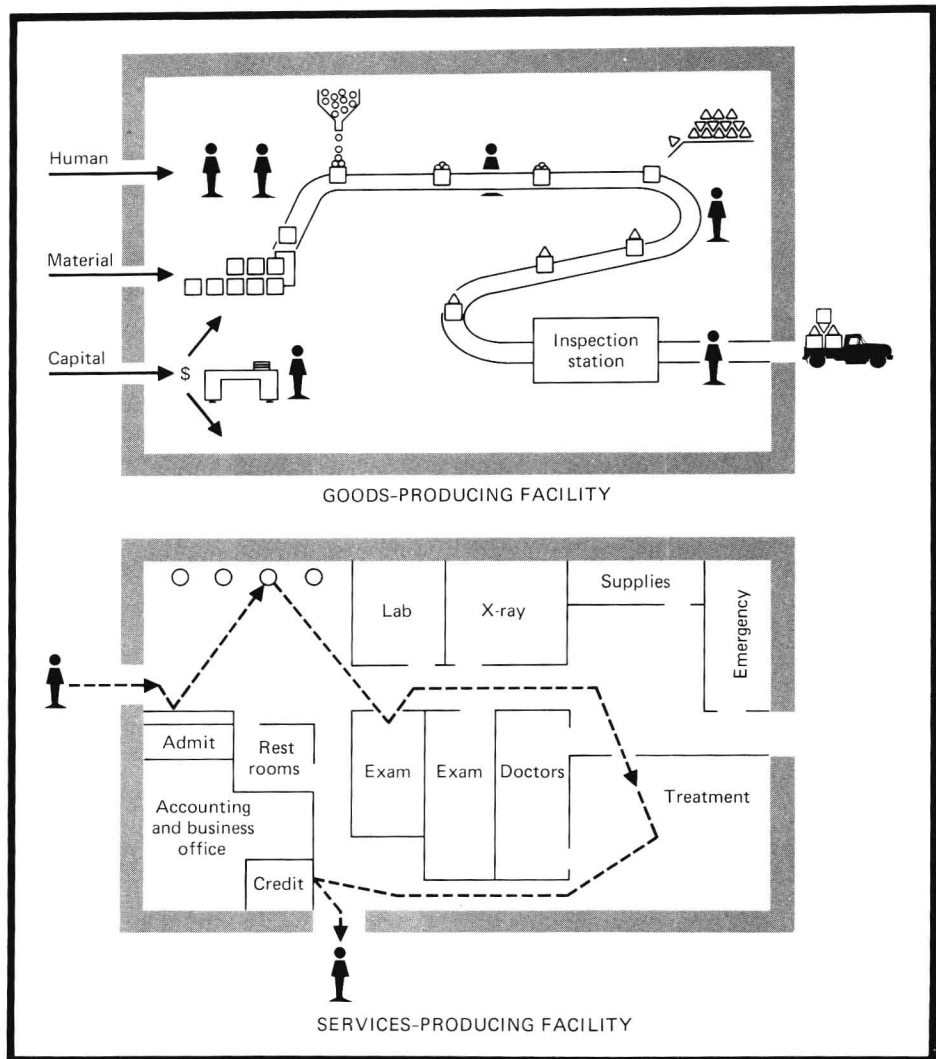 Human
Material
Capital
$
Inspection
station
GOODS-PRODUCING FACILITY
Lab
X-ray
Supplies
Emergency
Admit
Rest
rooms
Exam
Exam
Doctors
Treatment
Accounting
and business
office
Credit
SERVICES-PRODUCING FACILITY